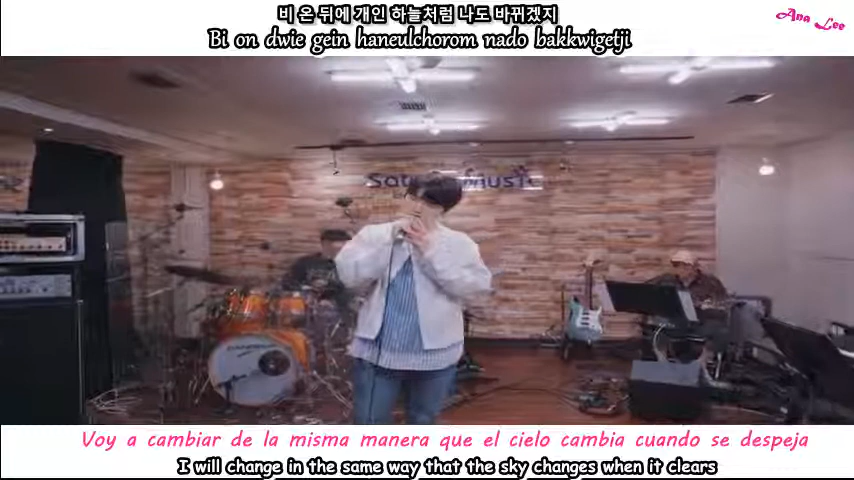 비 온 뒤에 개인 하늘처럼 나도 바뀌겠지
Bi on dwie gein haneulchorom nado bakkwigetji
Ana Lee
Music
Voy a cambiar de la misma manera que el cielo cambia cuando se despeja
I will change in the same way that the sky changes when it clears